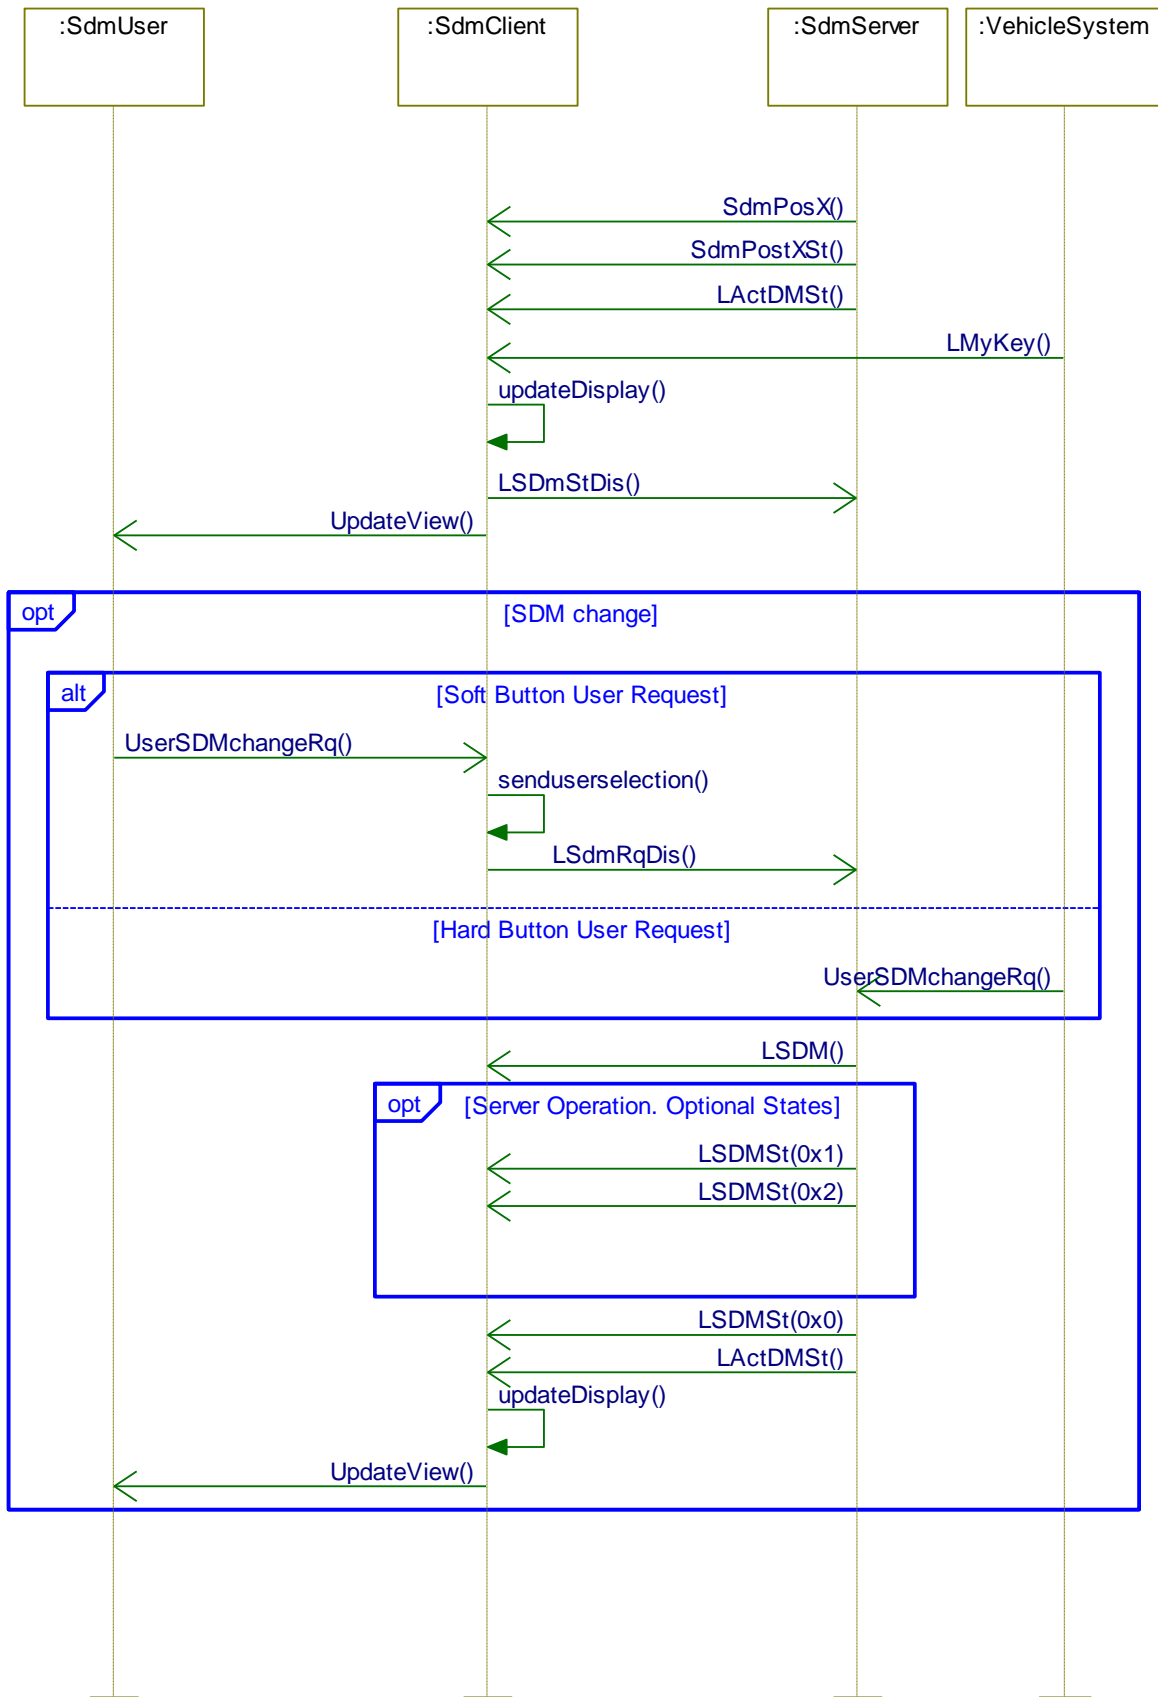 :SdmUser
:SdmClient
:SdmServer
:VehicleSystem
SdmPosX()
SdmPostXSt()
LActDMSt()
LMyKey()
updateDisplay()
LSDmStDis()
UpdateView()
opt
[SDM change]
alt
[Soft Button User Request]
UserSDMchangeRq()
senduserselection()
LSdmRqDis()
[Hard Button User Request]
UserSDMchangeRq()
LSDM()
opt
[Server Operation. Optional States]
LSDMSt(0x1)
LSDMSt(0x2)
LSDMSt(0x0)
LActDMSt()
updateDisplay()
UpdateView()